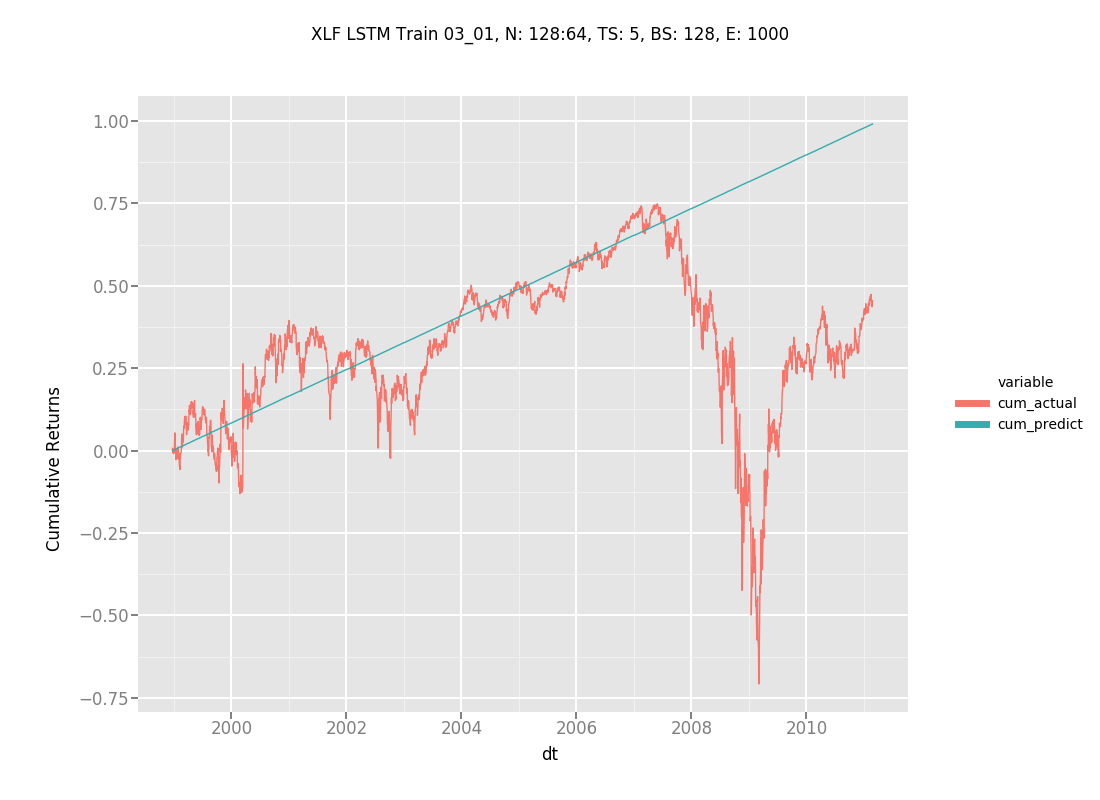 XLF LSTM Train 03_01, N: 128:64, TS: 5, BS: 128, E: 1000
1.00
0.75
0.50
0.25
0.00
−0.25
−0.50
−0.75
Cumulative Returns
2000
2002
2004
2006
2008
2010
dt
variable
cum_actual
cum_predict